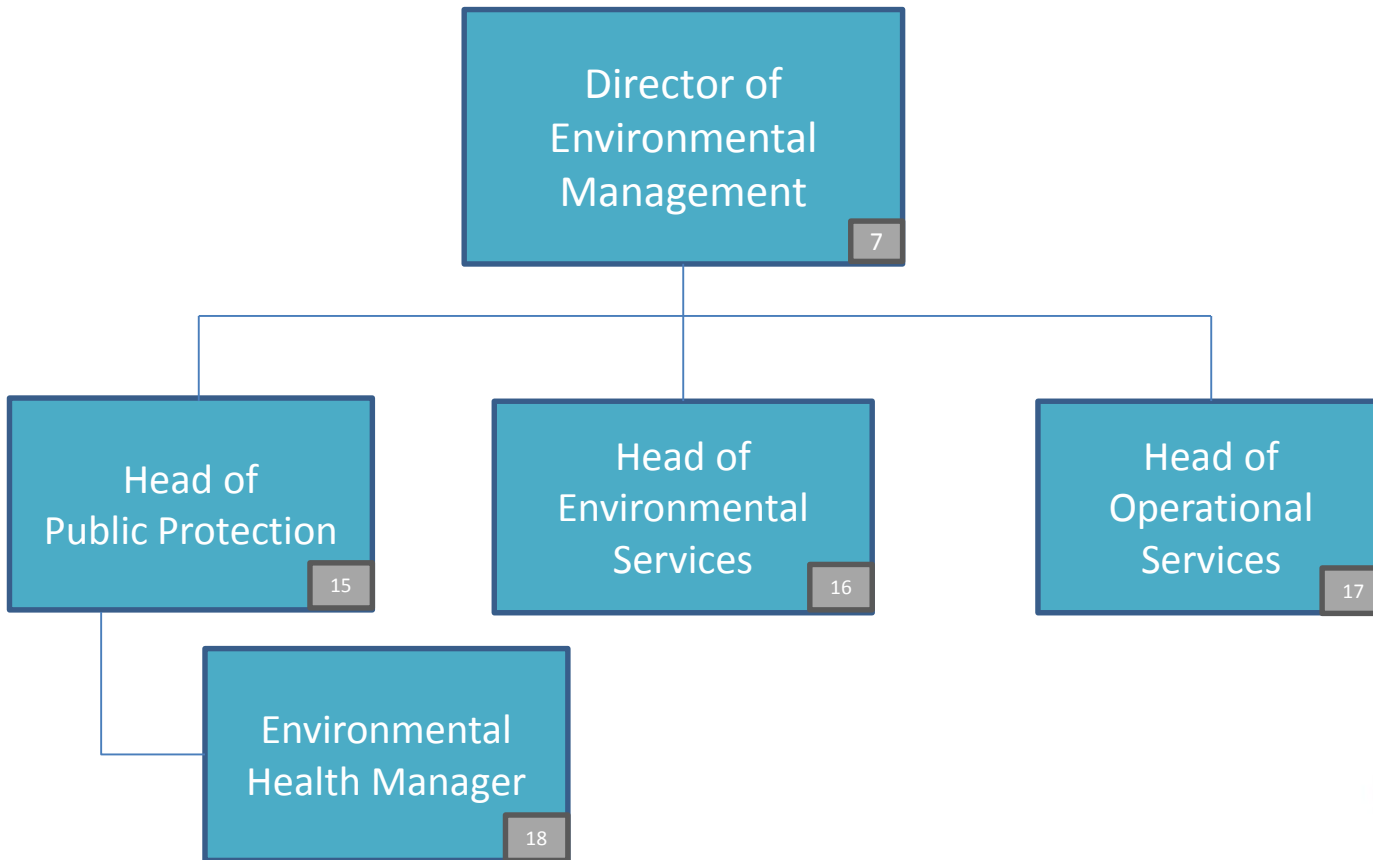 Director of
Environmental
Management
7
Head of
Public Protection
15
Head of
Environmental
Services
16
Head of
Operational
Services
17
Environmental
Health Manager
18